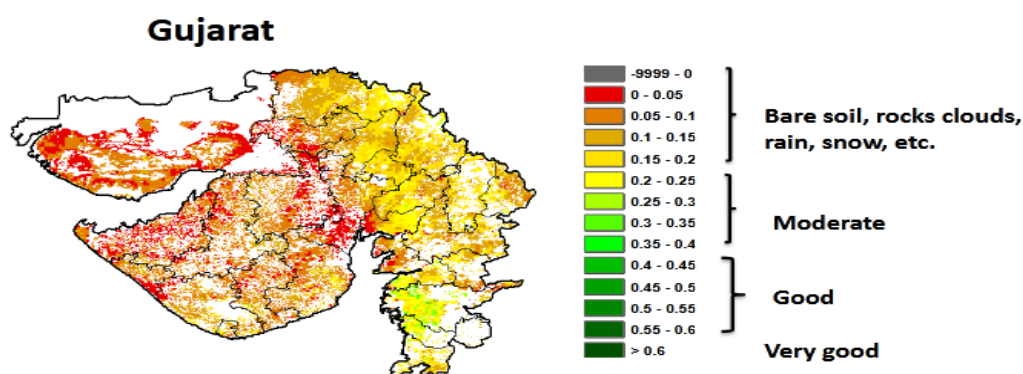 Gujarat
-9999 - 0
0 - 0.05
0.05 - 0.1
0.1 - 0.15
0.15 - 0.2
Bare soil, rocks clouds,
rain, snow, etc.
0.2 - 0.25
0.25 - 0.3
0.3 - 0.35
0.35 - 0.4
Moderate
0.4 - 0.45
0.45 - 0.5
0.5 - 0.55
0.55 - 0.6
Good
> 0.6
Very good